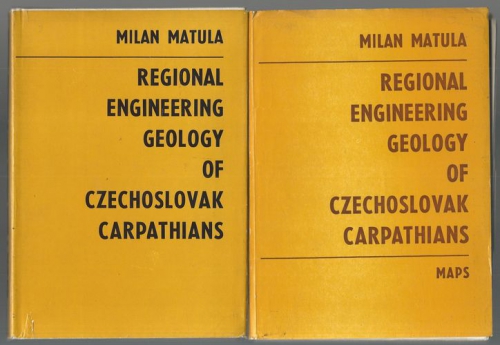 MILAN MATULA
REGIONAL
ENGINEERING
GEOLOGY
OF
CZECHOSLOVAK
CARPATHIANS
MILAN MATULA
REGIONAL
ENGINEERING
GEOLOGY
OF
CZECHOSLOVAK
CARPATHIANS
MAPS